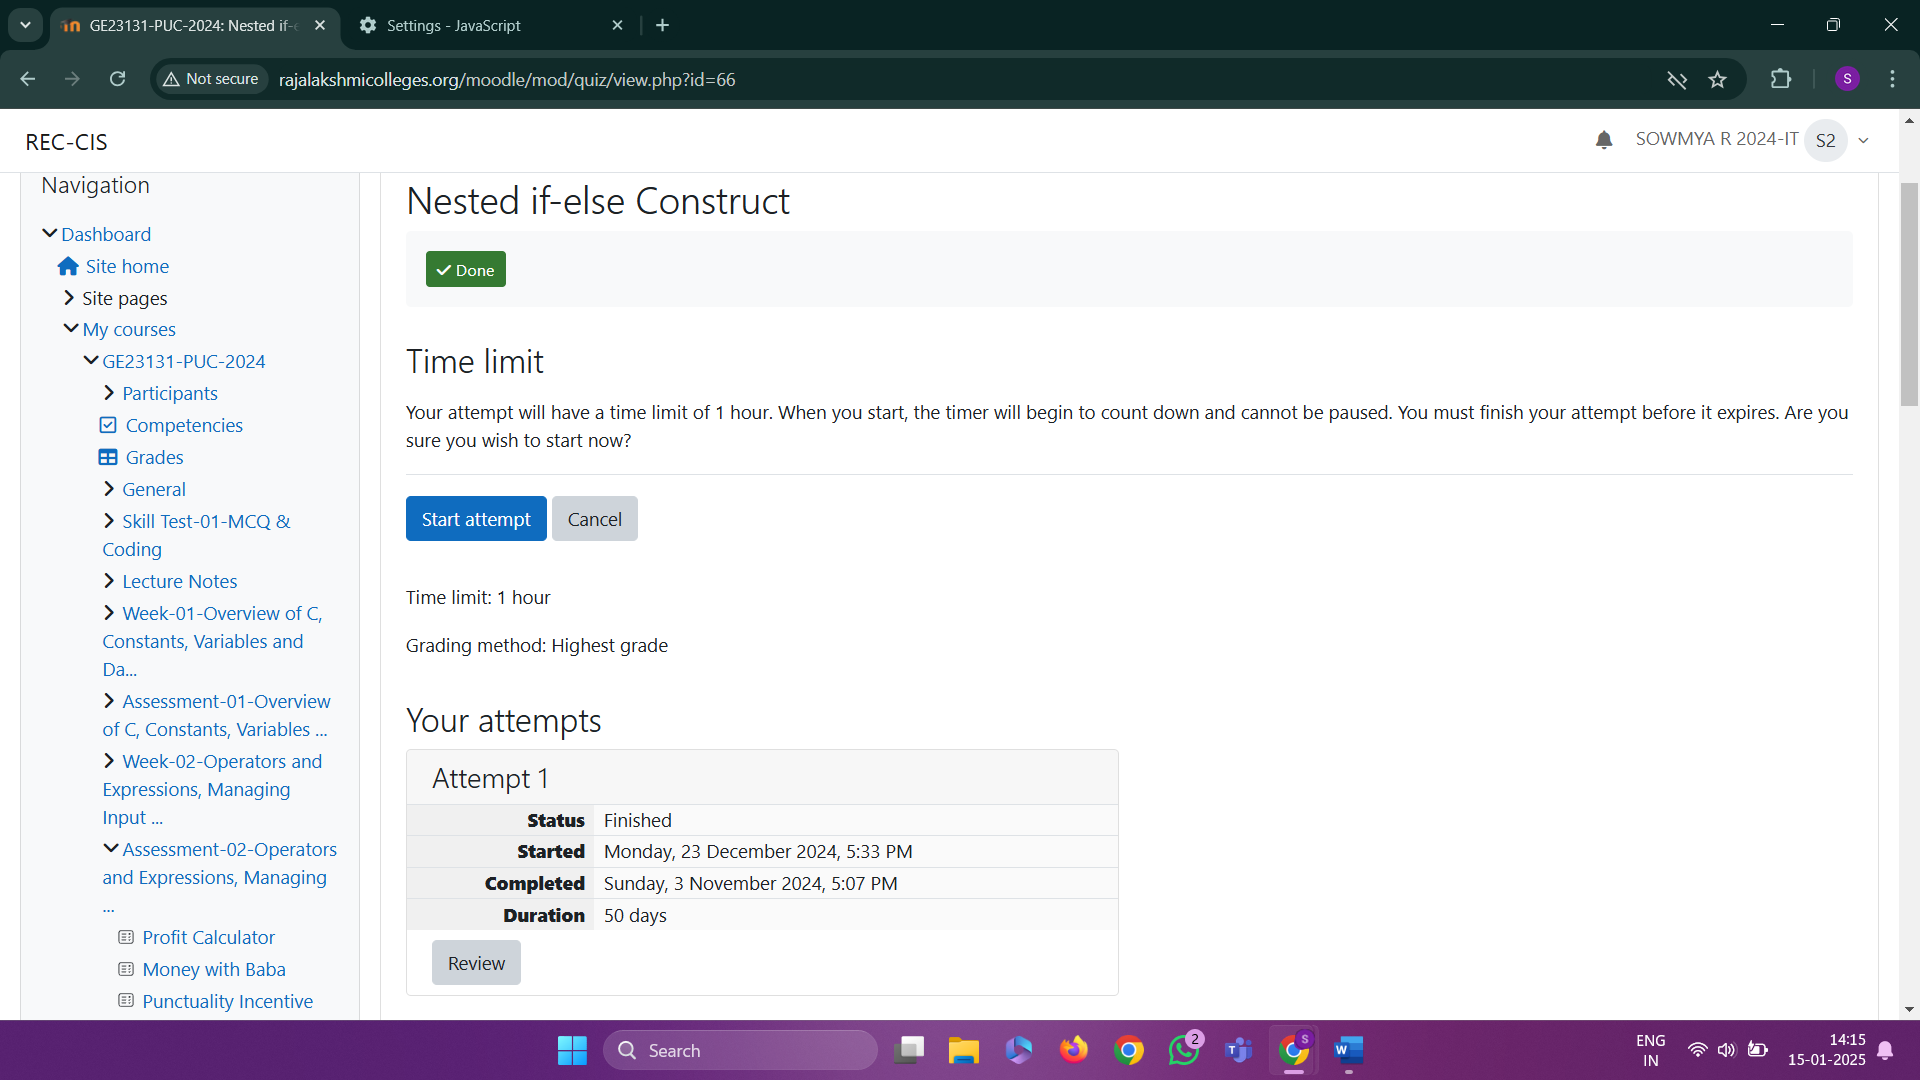 GE23131-PUC-2024: Nested if-e
Settings - JavaScript
Not secure
rajalakshmicolleges.org/moodle/mod/quiz/view.php?id=66
S
REC-CIS
SOWMYA R 2024-IT
S2
Navigation
Dashboard
Site home
Site pages
My courses
GE23131-PUC-2024
Participants
Competencies
Grades
General
Skill Test-01-MCQ &
Coding
Lecture Notes
Week-01-Overview of C,
Constants, Variables and
Da...
Assessment-01-Overview
of C, Constants, Variables ...
Week-02-Operators and
Expressions, Managing
Input ...
Assessment-02-Operators
and Expressions, Managing
...
Profit Calculator
Money with Baba
Punctuality Incentive
Nested if-else Construct
Done
Time limit
Your attempt will have a time limit of 1 hour. When you start, the timer will begin to count down and cannot be paused. You must finish your attempt before it expires. Are you
sure you wish to start now?
Start attempt
Cancel
Time limit: 1 hour
Grading method: Highest grade
Your attempts
Attempt 1
Status Finished
Started Monday, 23 December 2024, 5:33 PM
Completed Sunday, 3 November 2024, 5:07 PM
Duration 50 days
Review
Search
2
T
S
W
ENG
IN
14:15
15-01-2025